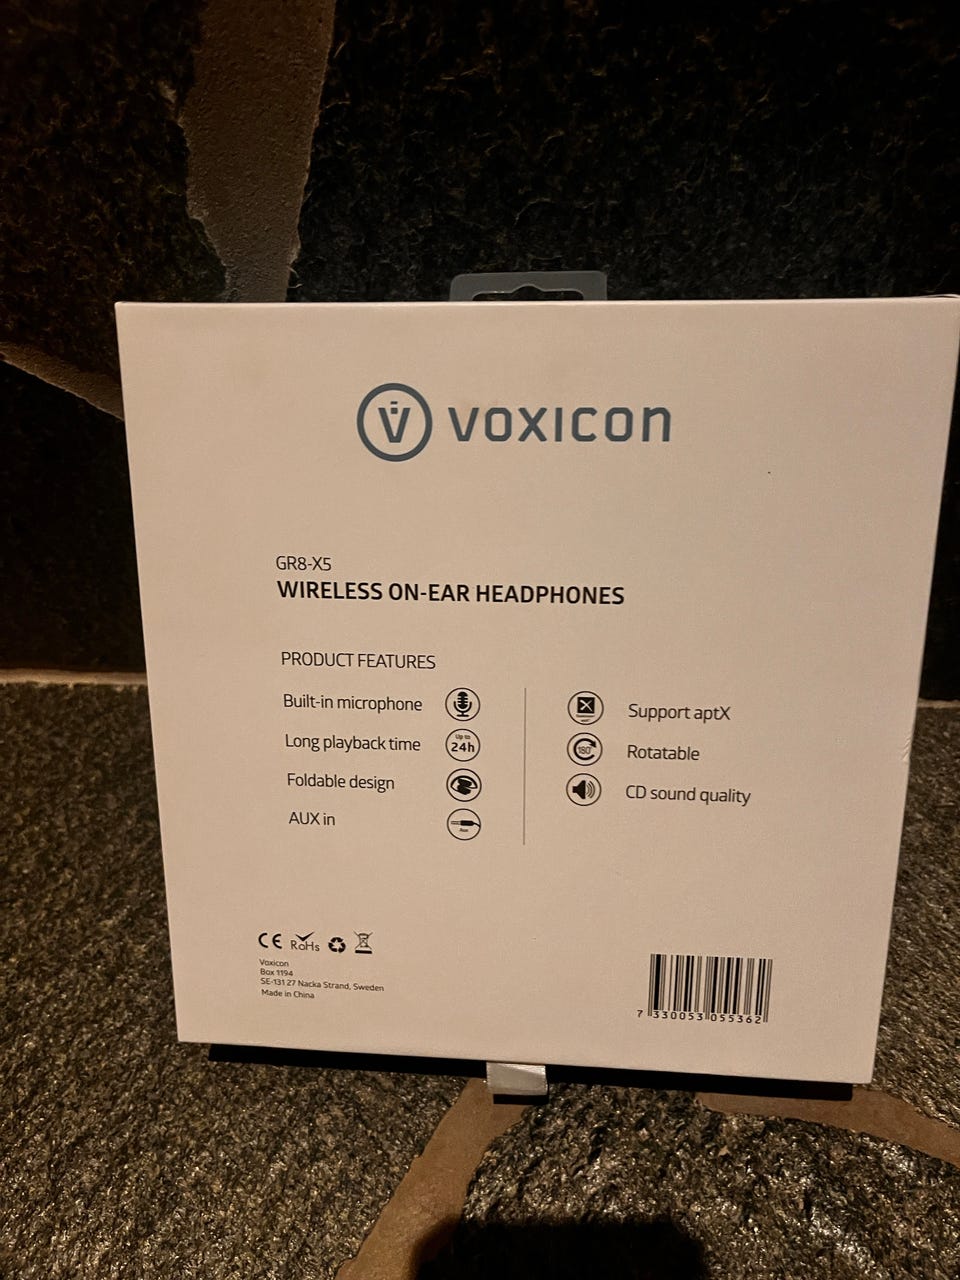 VOXICON
GR8-X5
WIRELESS ON-EAR HEADPHONES
PRODUCT FEATURES
Built-in microphone
Long playback time
Up to
24h
Foldable design
AUX in
Support aptX
180°
Rotatable
CD sound quality
CE RoHS
Voxicon
Box 1194
SE-131 27 Nacka Strand, Sweden
Made in China
7 330053 055362